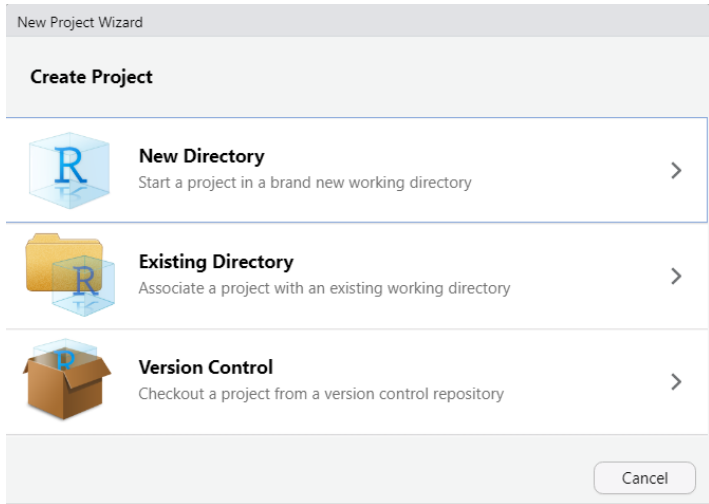 New Project Wizard
Create Project
R
New Directory
Start a project in a brand new working directory
R
Existing Directory
Associate a project with an existing working directory
R
Version Control
Checkout a project from a version control repository
Cancel